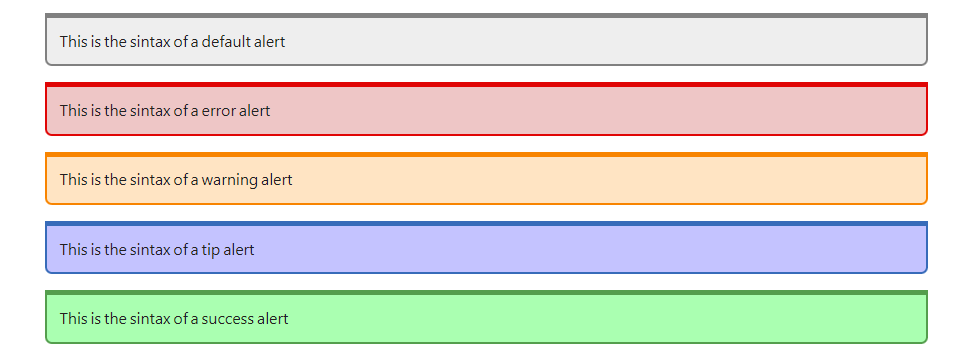 This is the sintax of a default alert
This is the sintax of a error alert
This is the sintax of a warning alert
This is the sintax of a tip alert
This is the sintax of a success alert